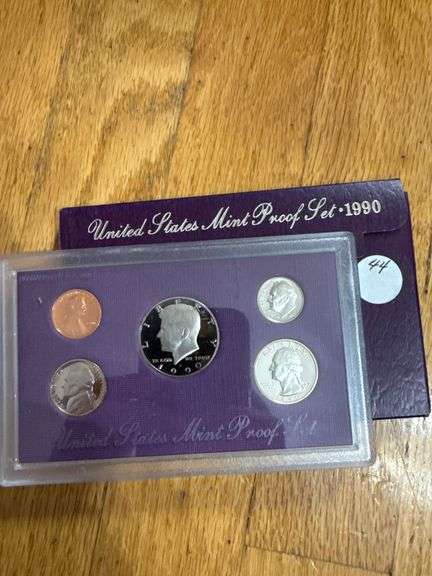 United States Mint Proof Set · 1990
44
LIBERTY
IN GOD WE TRUST
1990
United States Mint Proof Set